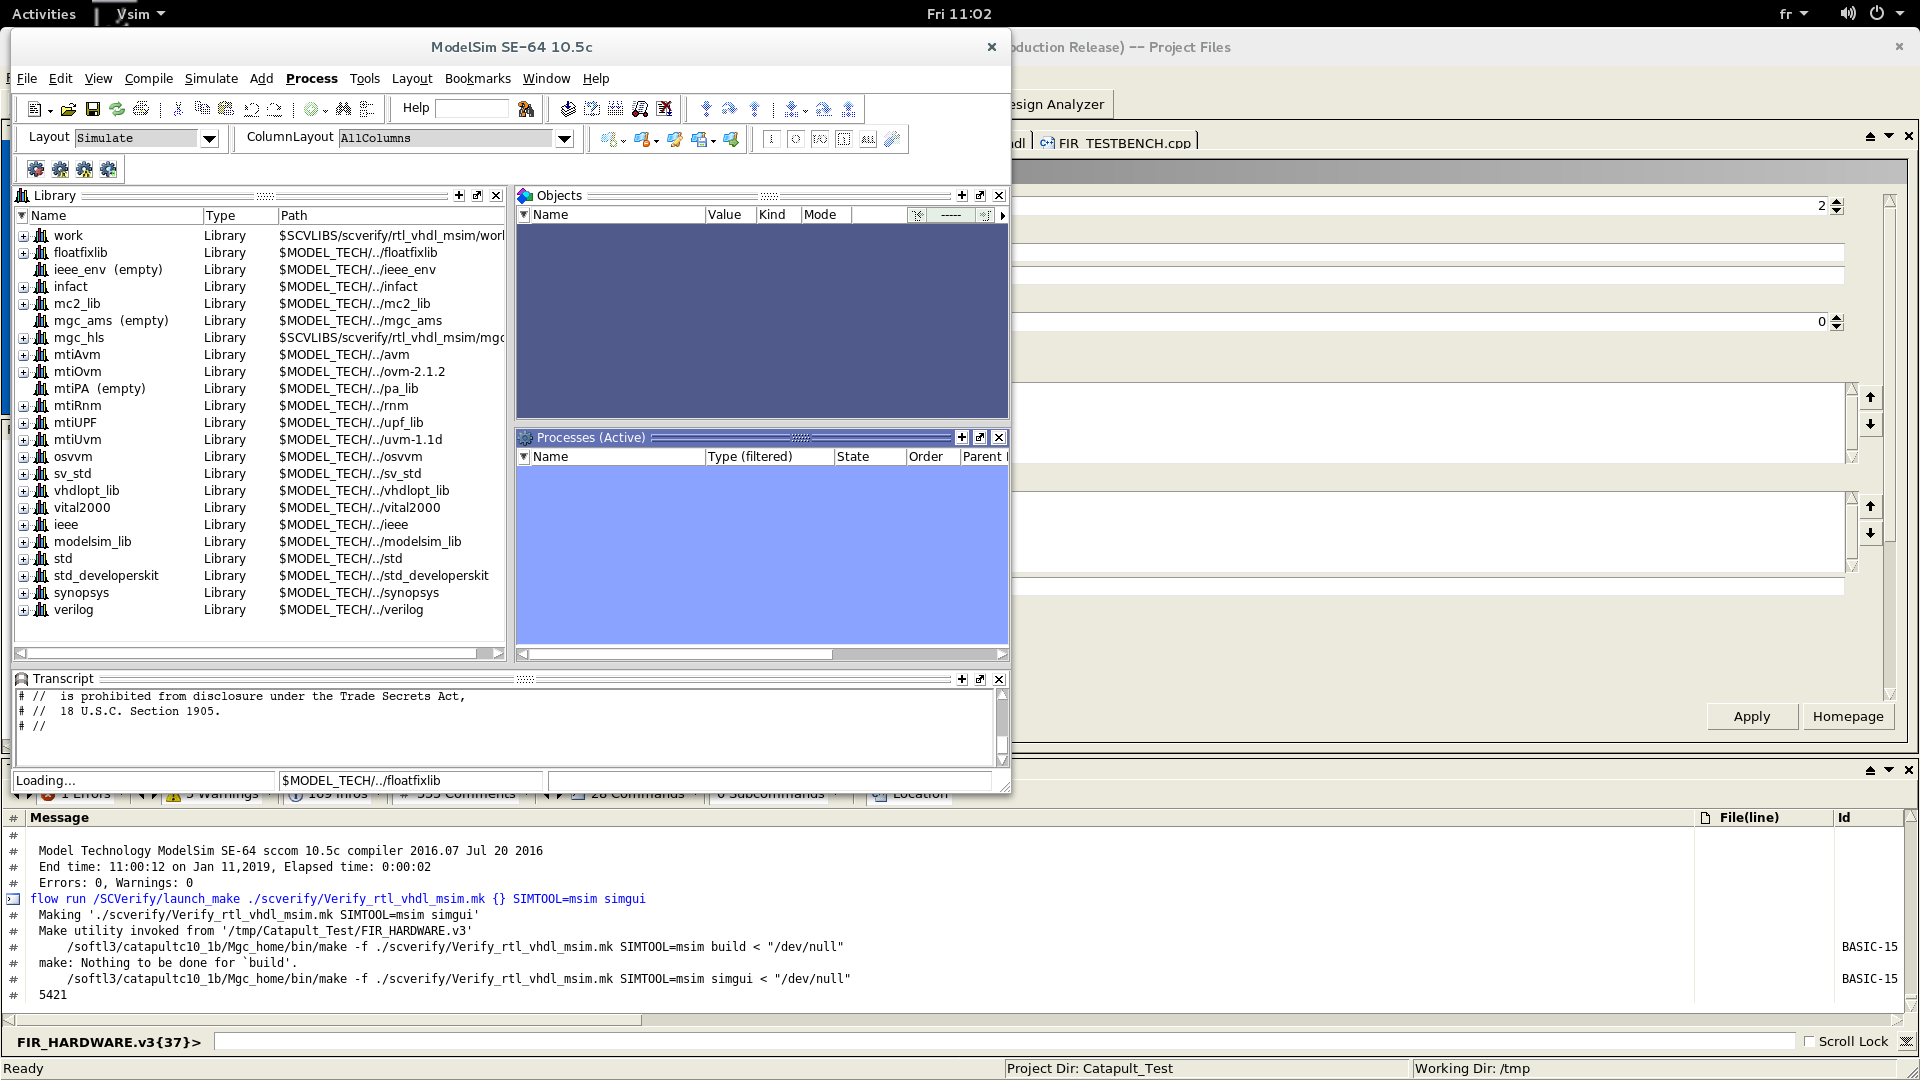 Activities Vsim Fri 11:02 fr
ModelSim SE-64 10.5c
oduction Release) -- Project Files
File Edit View Compile Simulate Add Process Tools Layout Bookmarks Window Help
Help
esign Analyzer
Layout Simulate ColumnLayout AllColumns
FIR_TESTBENCH.cpp
Library
Name Type Path
work Library $SCVLIBS/scverify/rtl_vhdl_msim/worl
floatfixlib Library $MODEL_TECH/../floatfixlib
ieee_env (empty) Library $MODEL_TECH/../ieee_env
infact Library $MODEL_TECH/../infact
mc2_lib Library $MODEL_TECH/../mc2_lib
mgc_ams (empty) Library $MODEL_TECH/../mgc_ams
mgc_hls Library $SCVLIBS/scverify/rtl_vhdl_msim/mgc
mtiAvm Library $MODEL_TECH/../avm
mtiOvm Library $MODEL_TECH/../ovm-2.1.2
mtiPA (empty) Library $MODEL_TECH/../pa_lib
mtiRnm Library $MODEL_TECH/../rnm
mtiUPF Library $MODEL_TECH/../upf_lib
mtiUvm Library $MODEL_TECH/../uvm-1.1d
osvvm Library $MODEL_TECH/../osvvm
sv_std Library $MODEL_TECH/../sv_std
vhdlopt_lib Library $MODEL_TECH/../vhdlopt_lib
vital2000 Library $MODEL_TECH/../vital2000
ieee Library $MODEL_TECH/../ieee
modelsim_lib Library $MODEL_TECH/../modelsim_lib
std Library $MODEL_TECH/../std
std_developerskit Library $MODEL_TECH/../std_developerskit
synopsys Library $MODEL_TECH/../synopsys
verilog Library $MODEL_TECH/../verilog
Objects
Name Value Kind Mode
2
0
Processes (Active)
Name Type (filtered) State Order Parent
Apply Homepage
Transcript
# // is prohibited from disclosure under the Trade Secrets Act,
# // 18 U.S.C. Section 1905.
# //
Loading... $MODEL_TECH/../floatfixlib
1 Errors 5 Warnings 169 Infos # 335 Comments 28 Commands 0 Subcommands Location
# Message File(line) Id
#
# Model Technology ModelSim SE-64 sccom 10.5c compiler 2016.07 Jul 20 2016
# End time: 11:00:12 on Jan 11,2019, Elapsed time: 0:00:02
# Errors: 0, Warnings: 0
flow run /SCVerify/launch_make ./scverify/Verify_rtl_vhdl_msim.mk {} SIMTOOL=msim simgui
# Making './scverify/Verify_rtl_vhdl_msim.mk SIMTOOL=msim simgui'
# Make utility invoked from '/tmp/Catapult_Test/FIR_HARDWARE.v3'
# /softl3/catapultc10_1b/Mgc_home/bin/make -f ./scverify/Verify_rtl_vhdl_msim.mk SIMTOOL=msim build < "/dev/null" BASIC-15
# make: Nothing to be done for `build'.
# /softl3/catapultc10_1b/Mgc_home/bin/make -f ./scverify/Verify_rtl_vhdl_msim.mk SIMTOOL=msim simgui < "/dev/null" BASIC-15
# 5421
FIR_HARDWARE.v3{37}> Scroll Lock
Ready Project Dir: Catapult_Test Working Dir: /tmp